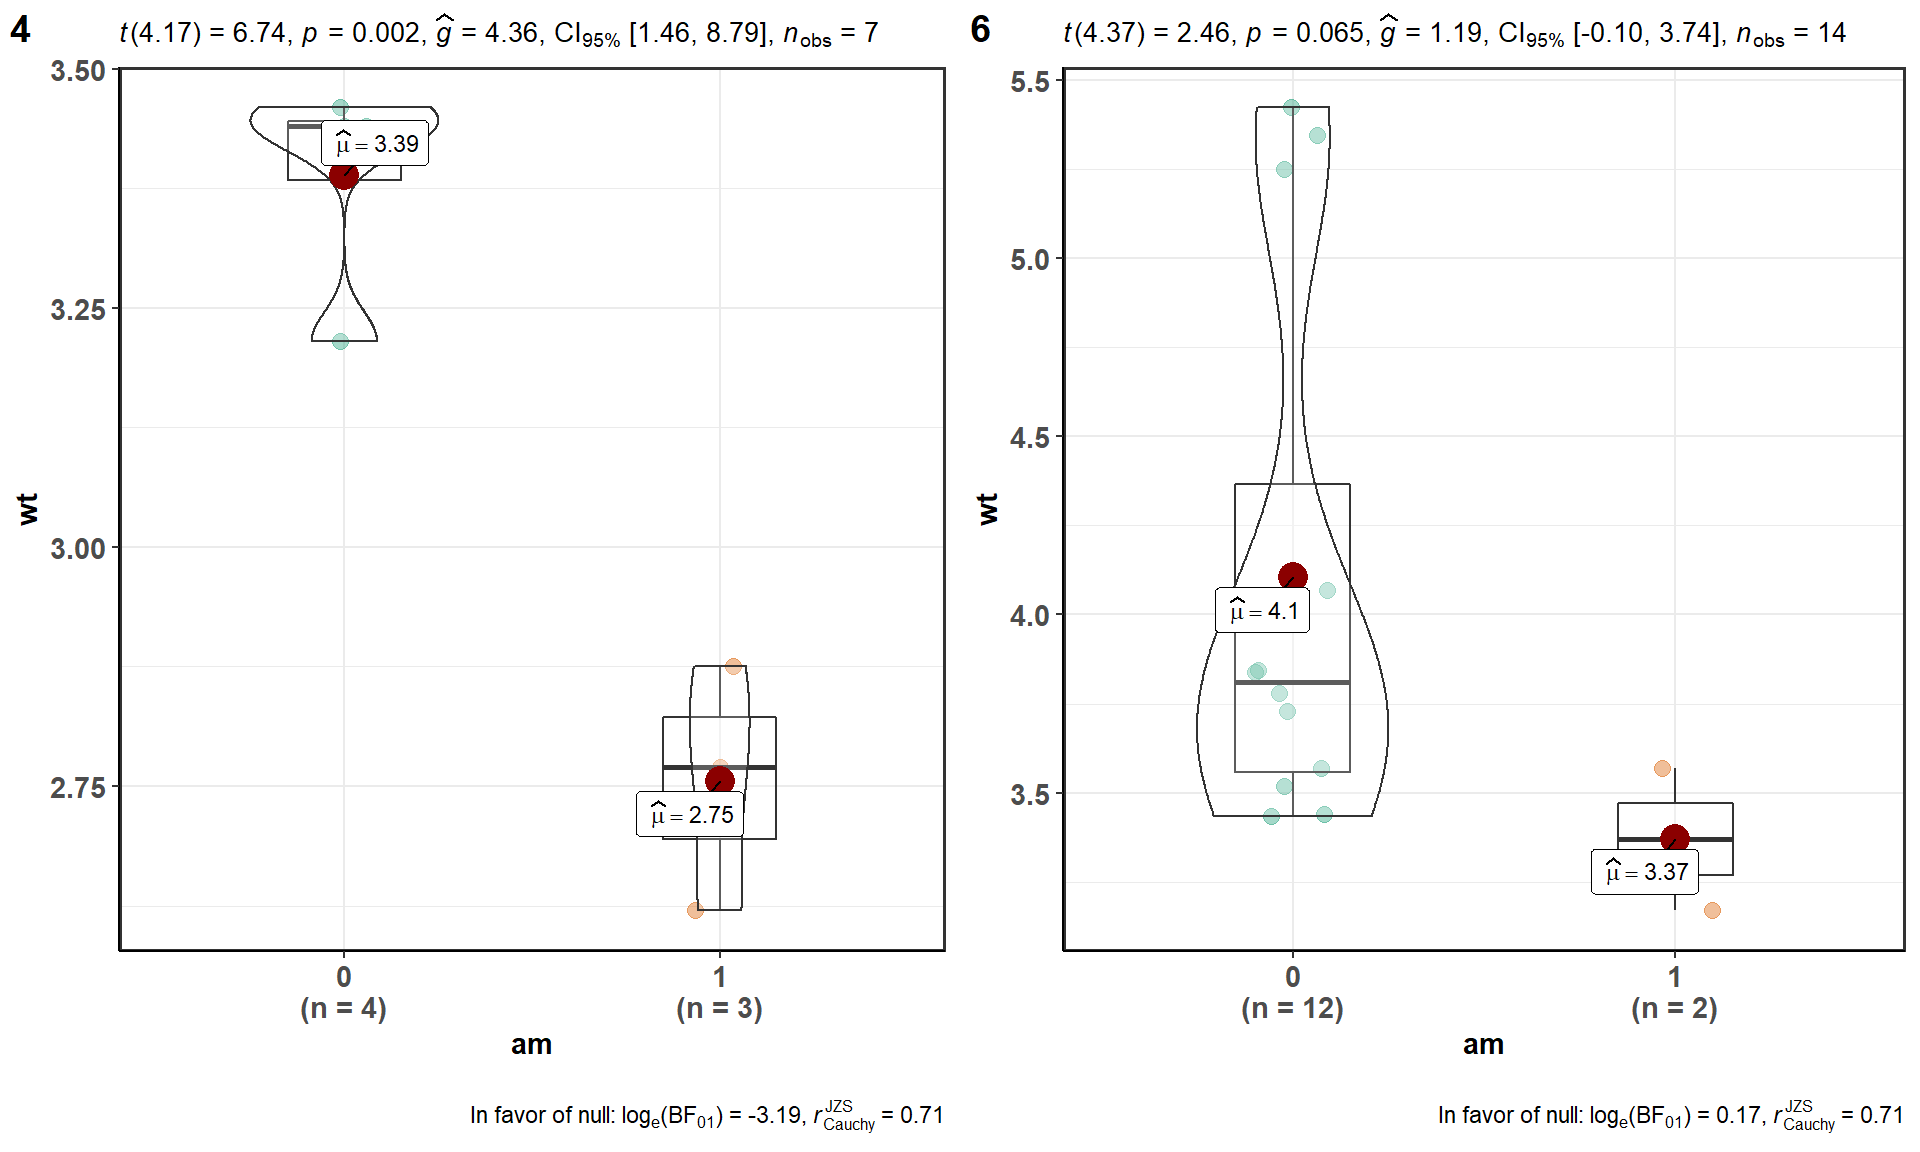 4
t(4.17) = 6.74, p = 0.002, ĝ = 4.36, CI95% [1.46, 8.79], nobs = 7
3.50
3.25
3.00
2.75
wt
μ̂ = 3.39
μ̂ = 2.75
0
(n = 4)
1
(n = 3)
am
In favor of null: loge(BF01) = -3.19, rJZSCauchy = 0.71
6
t(4.37) = 2.46, p = 0.065, ĝ = 1.19, CI95% [-0.10, 3.74], nobs = 14
5.5
5.0
4.5
4.0
3.5
wt
μ̂ = 4.1
μ̂ = 3.37
0
(n = 12)
1
(n = 2)
am
In favor of null: loge(BF01) = 0.17, rJZSCauchy = 0.71